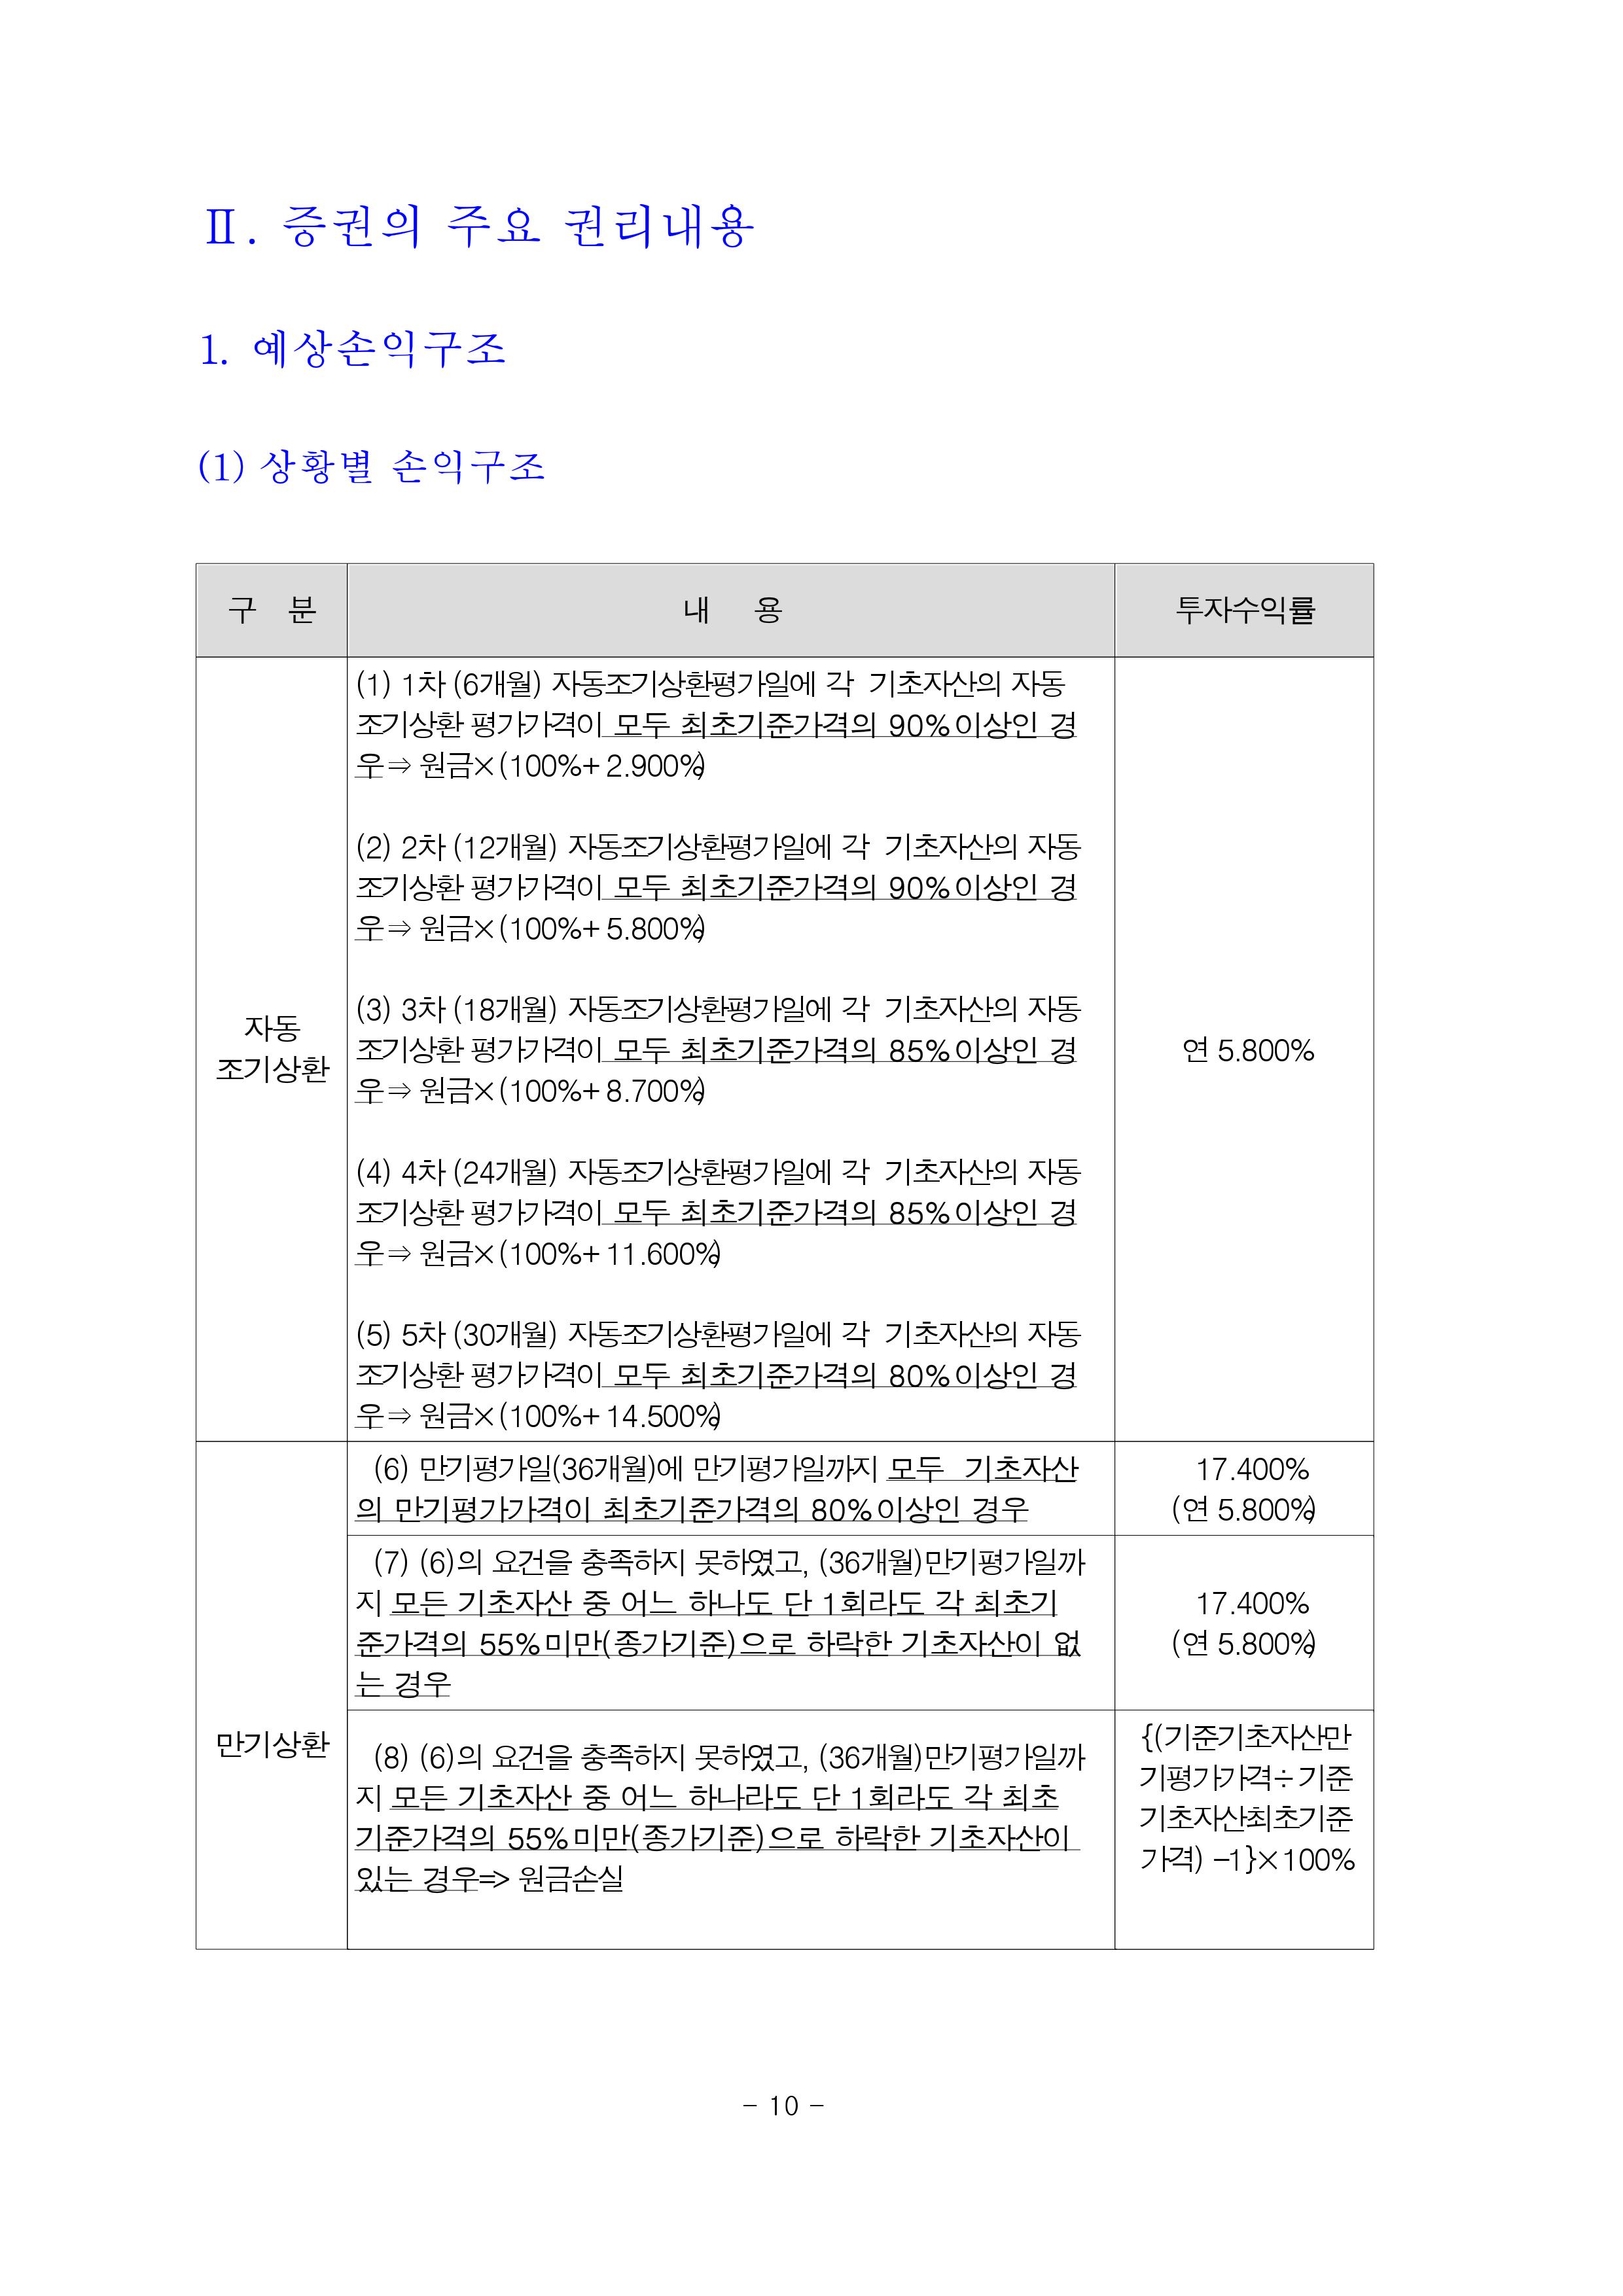 Ⅱ. 증권의 주요 권리내용
1. 예상손익구조
(1) 상황별 손익구조
구 분
내 용
투자수익률
자동
조기상환
(1) 1차 (6개월) 자동조기상환평가일에 각 기초자산의 자동
조기상환 평가가격이 모두 최초기준가격의 90%이상인 경
우⇒ 원금×(100%+ 2.900%)
(2) 2차 (12개월) 자동조기상환평가일에 각 기초자산의 자동
조기상환 평가가격이 모두 최초기준가격의 90%이상인 경
우⇒ 원금×(100%+ 5.800%)
(3) 3차 (18개월) 자동조기상환평가일에 각 기초자산의 자동
조기상환 평가가격이 모두 최초기준가격의 85%이상인 경
우⇒ 원금×(100%+ 8.700%)
(4) 4차 (24개월) 자동조기상환평가일에 각 기초자산의 자동
조기상환 평가가격이 모두 최초기준가격의 85%이상인 경
우⇒ 원금×(100%+ 11.600%)
(5) 5차 (30개월) 자동조기상환평가일에 각 기초자산의 자동
조기상환 평가가격이 모두 최초기준가격의 80%이상인 경
우⇒ 원금×(100%+ 14.500%)
연 5.800%
만기상환
(6) 만기평가일(36개월)에 만기평가일까지 모두 기초자산
의 만기평가가격이 최초기준가격의 80%이상인 경우
17.400%
(연 5.800%)
(7) (6)의 요건을 충족하지 못하였고, (36개월)만기평가일까
지 모든 기초자산 중 어느 하나도 단 1회라도 각 최초기
준가격의 55%미만(종가기준)으로 하락한 기초자산이 없
는 경우
17.400%
(연 5.800%)
(8) (6)의 요건을 충족하지 못하였고, (36개월)만기평가일까
지 모든 기초자산 중 어느 하나라도 단 1회라도 각 최초
기준가격의 55%미만(종가기준)으로 하락한 기초자산이
있는 경우=> 원금손실
{(기준기초자산만
기평가가격÷기준
기초자산최초기준
가격) -1}×100%
- 10 -